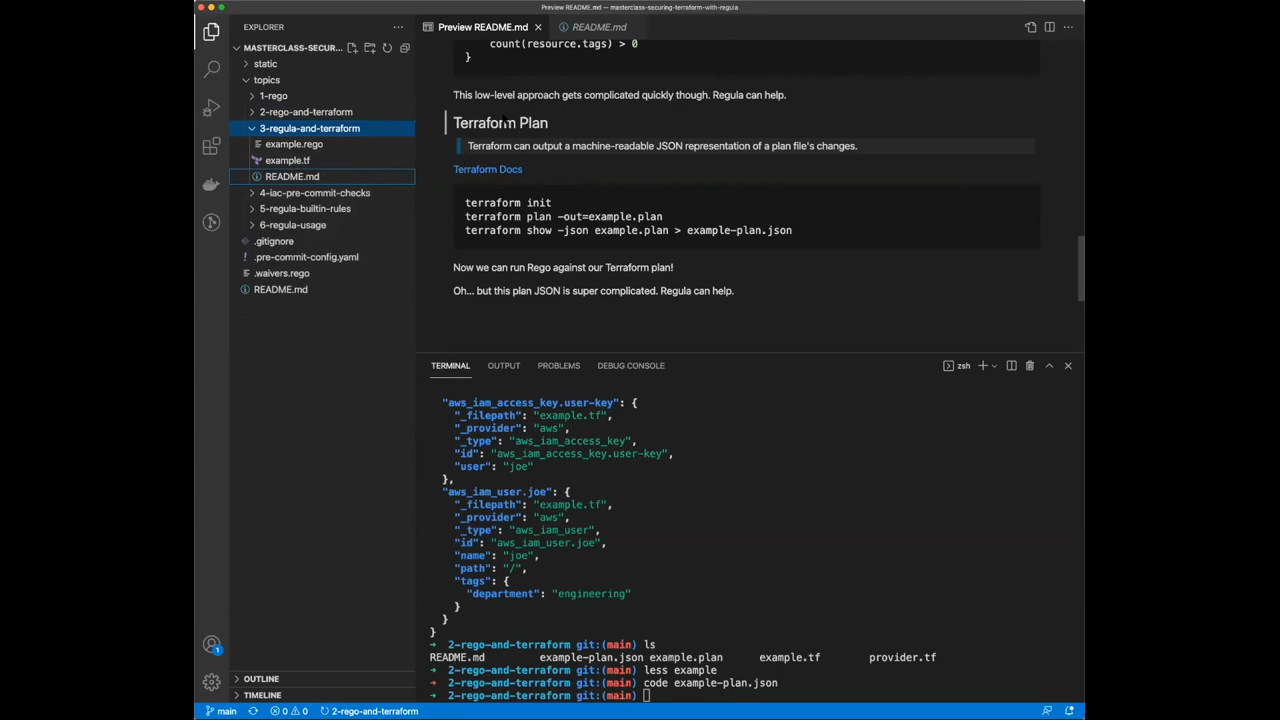 Preview README.md — masterclass-securing-terraform-with-regula
EXPLORER
MASTERCLASS-SECUR...
static
topics
1-rego
2-rego-and-terraform
3-regula-and-terraform
example.rego
example.tf
README.md
4-iac-pre-commit-checks
5-regula-builtin-rules
6-regula-usage
.gitignore
.pre-commit-config.yaml
.waivers.rego
README.md
OUTLINE
TIMELINE
Preview README.md
README.md
count(resource.tags) > 0
}
This low-level approach gets complicated quickly though. Regula can help.
Terraform Plan
Terraform can output a machine-readable JSON representation of a plan file's changes.
Terraform Docs
terraform init
terraform plan -out=example.plan
terraform show -json example.plan > example-plan.json
Now we can run Rego against our Terraform plan!
Oh... but this plan JSON is super complicated. Regula can help.
TERMINAL OUTPUT PROBLEMS DEBUG CONSOLE
zsh
"aws_iam_access_key.user-key": {
"_filepath": "example.tf",
"_provider": "aws",
"_type": "aws_iam_access_key",
"id": "aws_iam_access_key.user-key",
"user": "joe"
},
"aws_iam_user.joe": {
"_filepath": "example.tf",
"_provider": "aws",
"_type": "aws_iam_user",
"id": "aws_iam_user.joe",
"name": "joe",
"path": "/",
"tags": {
"department": "engineering"
}
}
}
➜ 2-rego-and-terraform git:(main) ls
README.md example-plan.json example.plan example.tf provider.tf
➜ 2-rego-and-terraform git:(main) less example
➜ 2-rego-and-terraform git:(main) code example-plan.json
➜ 2-rego-and-terraform git:(main)
1
main 0 0 2-rego-and-terraform